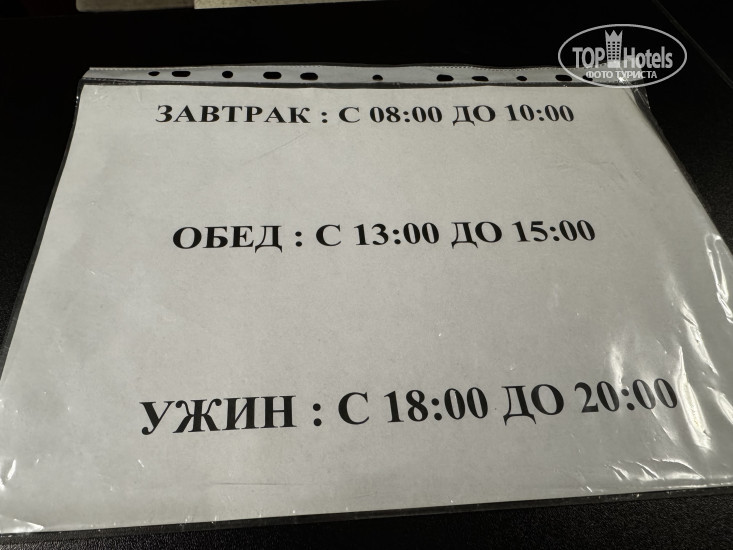 TOP Hotels
ФОТО ТУРИСТА
ЗАВТРАК : С 08:00 ДО 10:00
ОБЕД : С 13:00 ДО 15:00
УЖИН : С 18:00 ДО 20:00